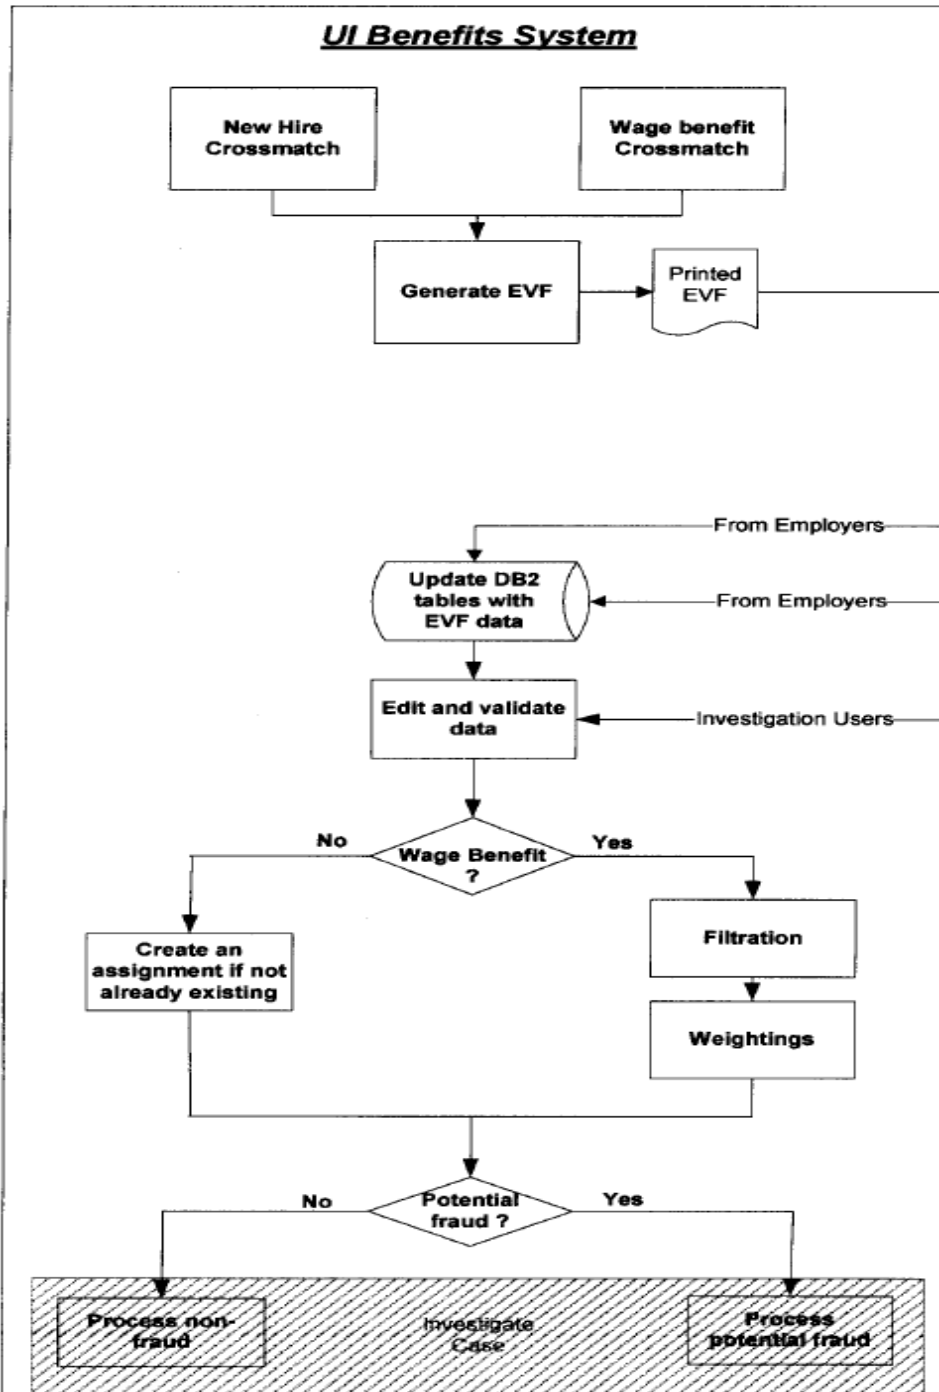 UI Benefits System
New Hire
Crossmatch
Wage benefit
Crossmatch
Generate EVF
Printed
EVF
From Employers
Update DB2
tables with
EVF data
From Employers
Edit and validate
data
Investigation Users
No
Wage Benefit
?
Yes
Create an
assignment if not
already existing
Filtration
Weightings
No
Potential
fraud ?
Yes
Process non-
fraud
Investigate
Case
Process
potential fraud